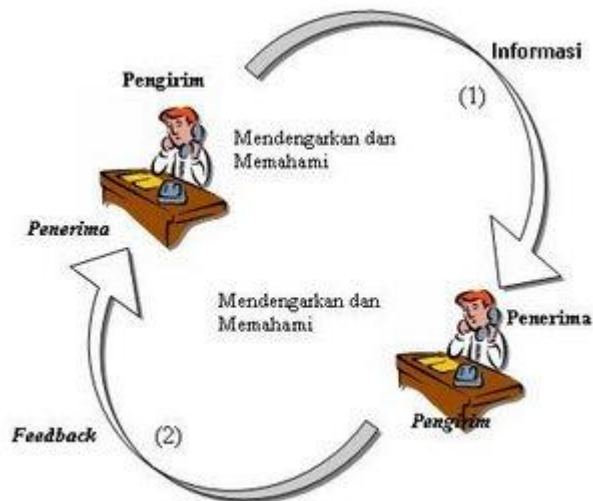 Informasi
Pengirim
(1)
Mendengarkan dan
Memahami
Penerima
Mendengarkan dan
Memahami
Penerima
Pengirim
Feedback
(2)